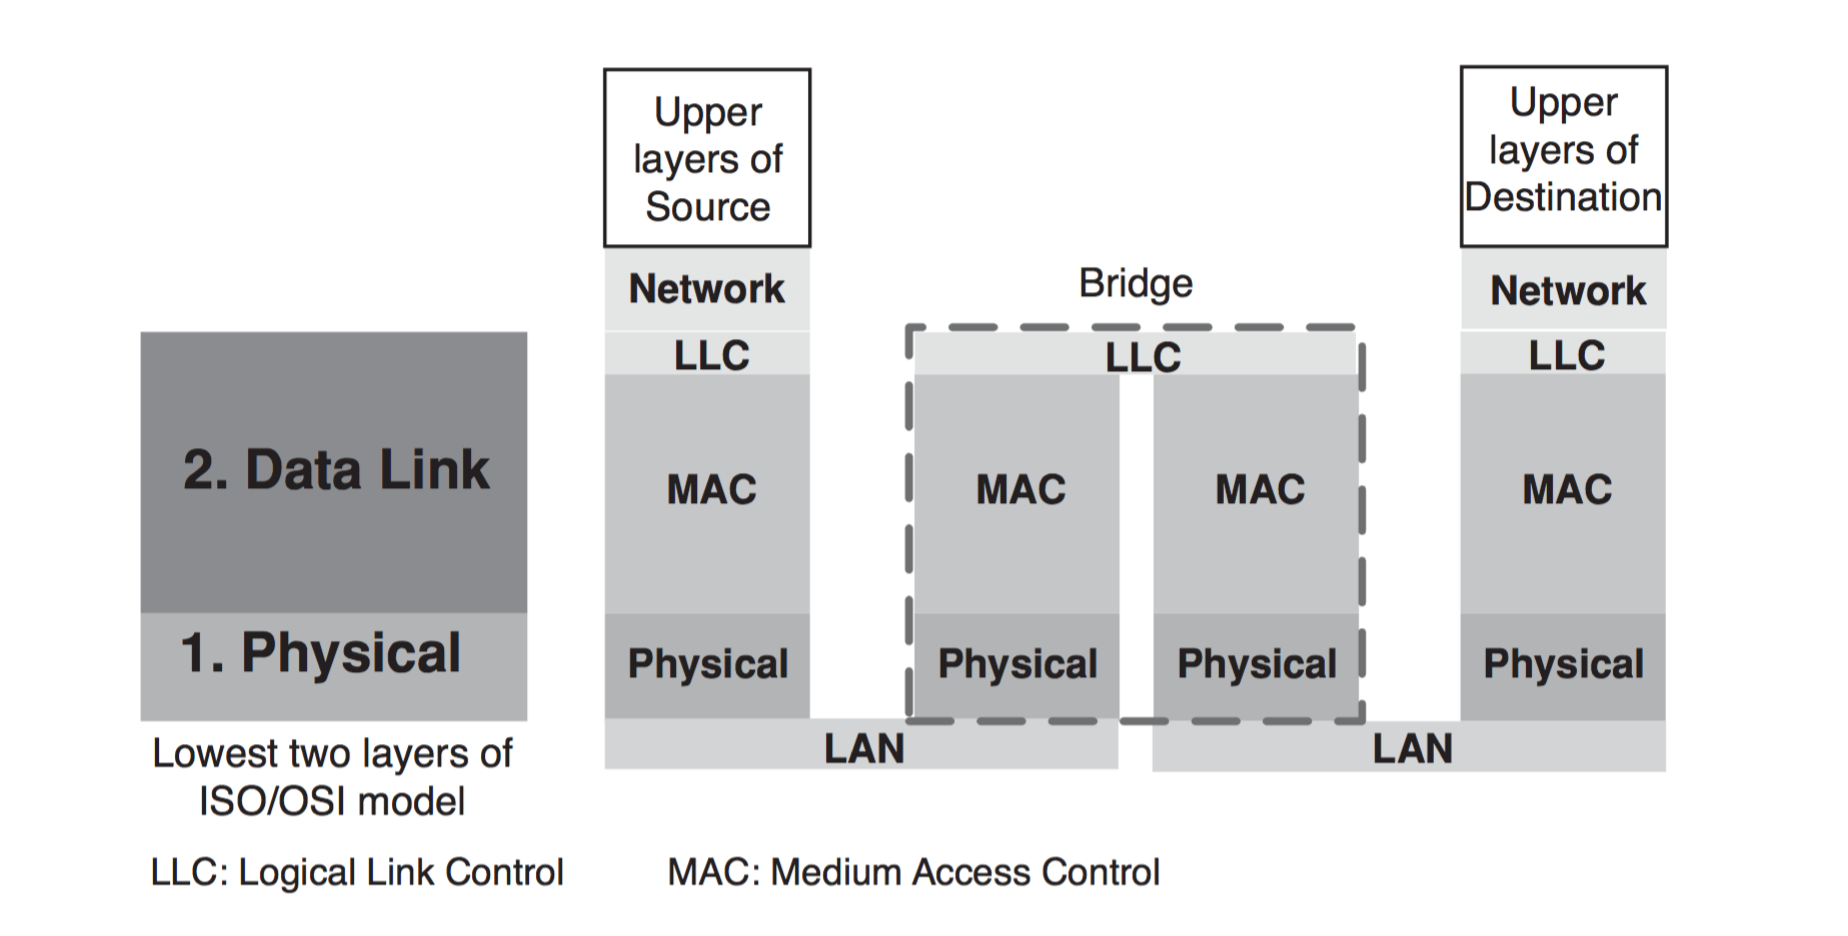 Upper
layers of
Source
Upper
layers of
Destination
Network
Bridge
Network
LLC
LLC
LLC
2. Data Link
MAC
MAC
MAC
MAC
1. Physical
Physical
Physical
Physical
Physical
LAN
LAN
Lowest two layers of
ISO/OSI model
LLC: Logical Link Control
MAC: Medium Access Control